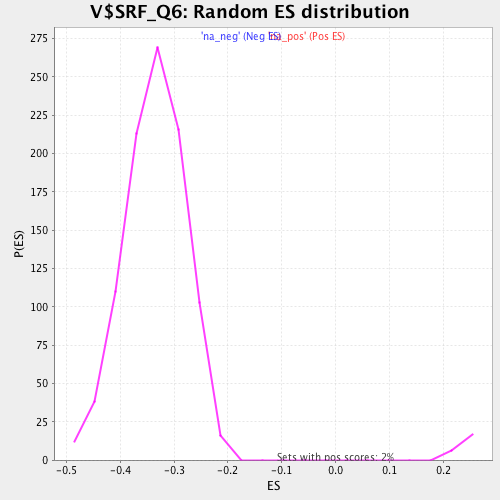 V$SRF_Q6: Random ES distribution
'na_neg' (Neg ES)
'na_pos' (Pos ES)
275
250
225
200
175
150
125
100
75
50
25
0
P(ES)
Sets with pos scores: 2%
-0.5 -0.4 -0.3 -0.2 -0.1 0.0 0.1 0.2
ES